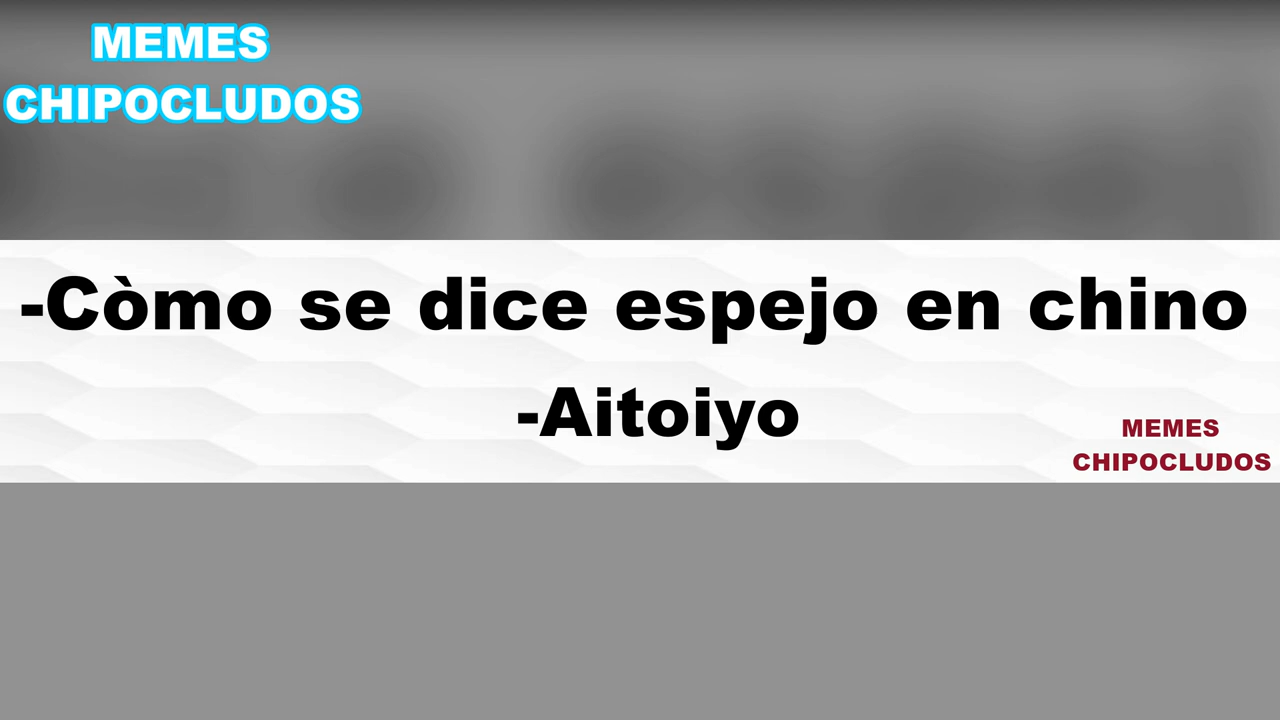 MEMES
CHIPOCLUDOS
-Còmo se dice espejo en chino
-Aitoiyo
MEMES
CHIPOCLUDOS